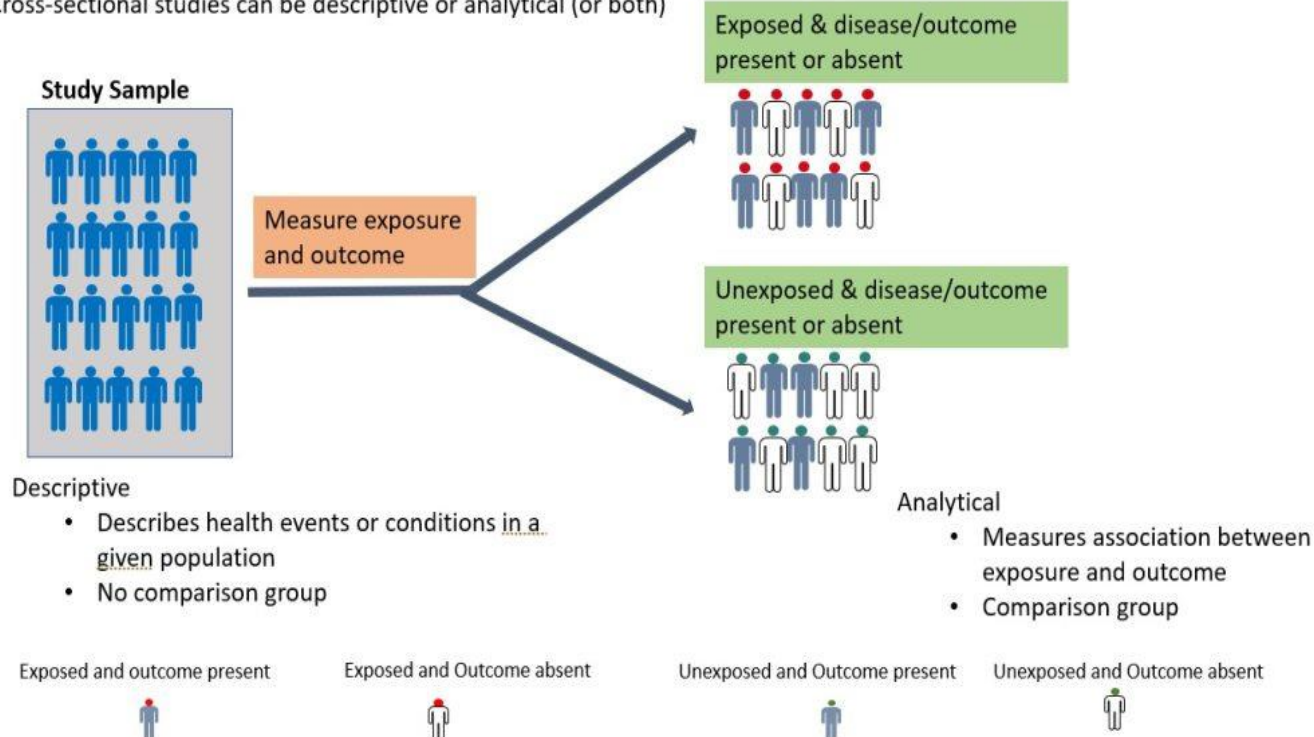 cross-sectional studies can be descriptive or analytical (or both)
Exposed & disease/outcome
present or absent
Study Sample
Measure exposure
and outcome
Unexposed & disease/outcome
present or absent
Descriptive
• Describes health events or conditions in a
given population
• No comparison group
Analytical
• Measures association between
exposure and outcome
• Comparison group
Exposed and outcome present
Exposed and Outcome absent
Unexposed and Outcome present
Unexposed and Outcome absent